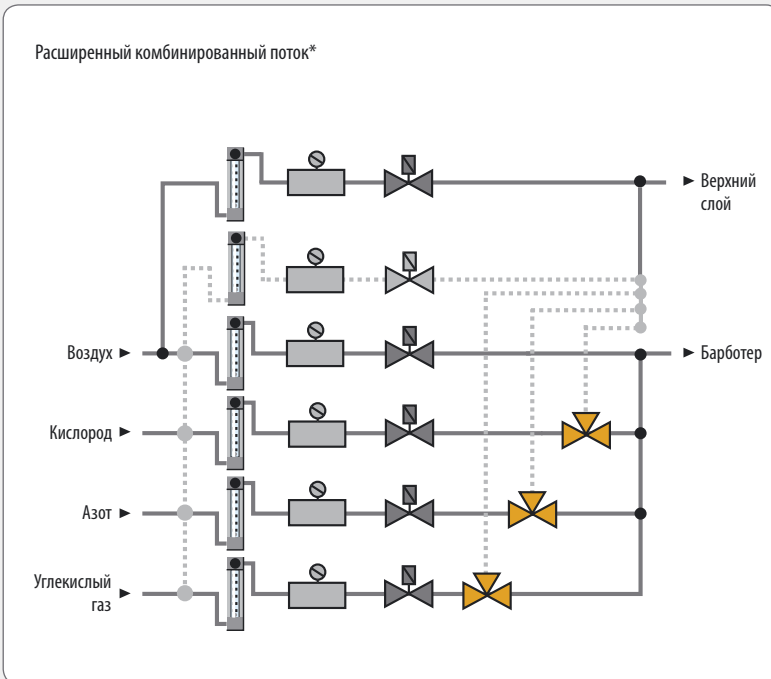 Расширенный комбинированный поток*
Верхний
слой
Воздух
Барботер
Кислород
Азот
Углекислый
газ